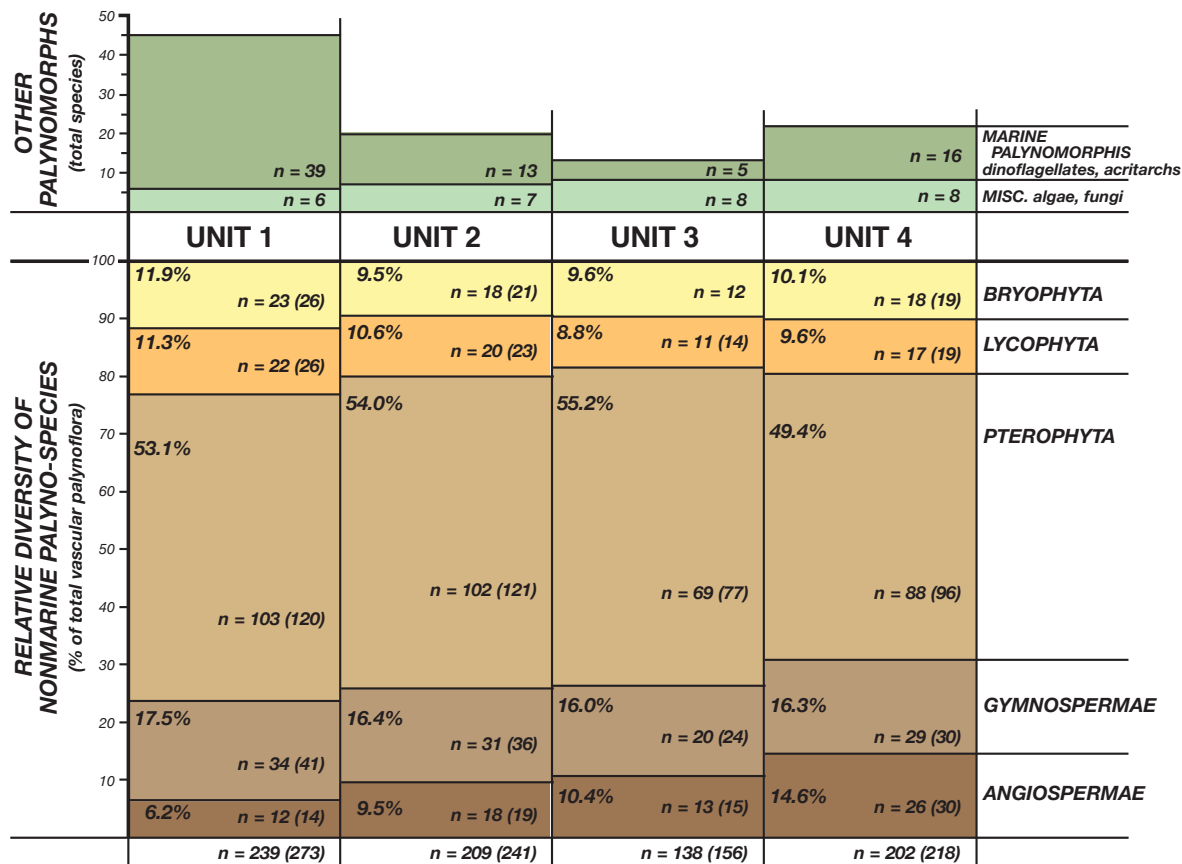 OTHER
PALYNOMORPHS
(total species)
50
40
30
20
10
n = 39
n = 13
n = 5
n = 16
n = 6
n = 7
n = 8
n = 8
MARINE
PALYNOMORPHIS
dinoflagellates, acritarchs
MISC. algae, fungi
UNIT 1
UNIT 2
UNIT 3
UNIT 4
RELATIVE DIVERSITY OF
NONMARINE PALYNO-SPECIES
(% of total vascular palynoflora)
100
90
80
70
60
50
40
30
20
10
11.9%
n = 23 (26)
9.5%
n = 18 (21)
9.6%
n = 12
10.1%
n = 18 (19)
BRYOPHYTA
11.3%
n = 22 (26)
10.6%
n = 20 (23)
8.8%
n = 11 (14)
9.6%
n = 17 (19)
LYCOPHYTA
53.1%
n = 103 (120)
54.0%
n = 102 (121)
55.2%
n = 69 (77)
49.4%
n = 88 (96)
PTEROPHYTA
17.5%
n = 34 (41)
16.4%
n = 31 (36)
16.0%
n = 20 (24)
16.3%
n = 29 (30)
GYMNOSPERMAE
6.2%
n = 12 (14)
9.5%
n = 18 (19)
10.4%
n = 13 (15)
14.6%
n = 26 (30)
ANGIOSPERMAE
n = 239 (273)
n = 209 (241)
n = 138 (156)
n = 202 (218)